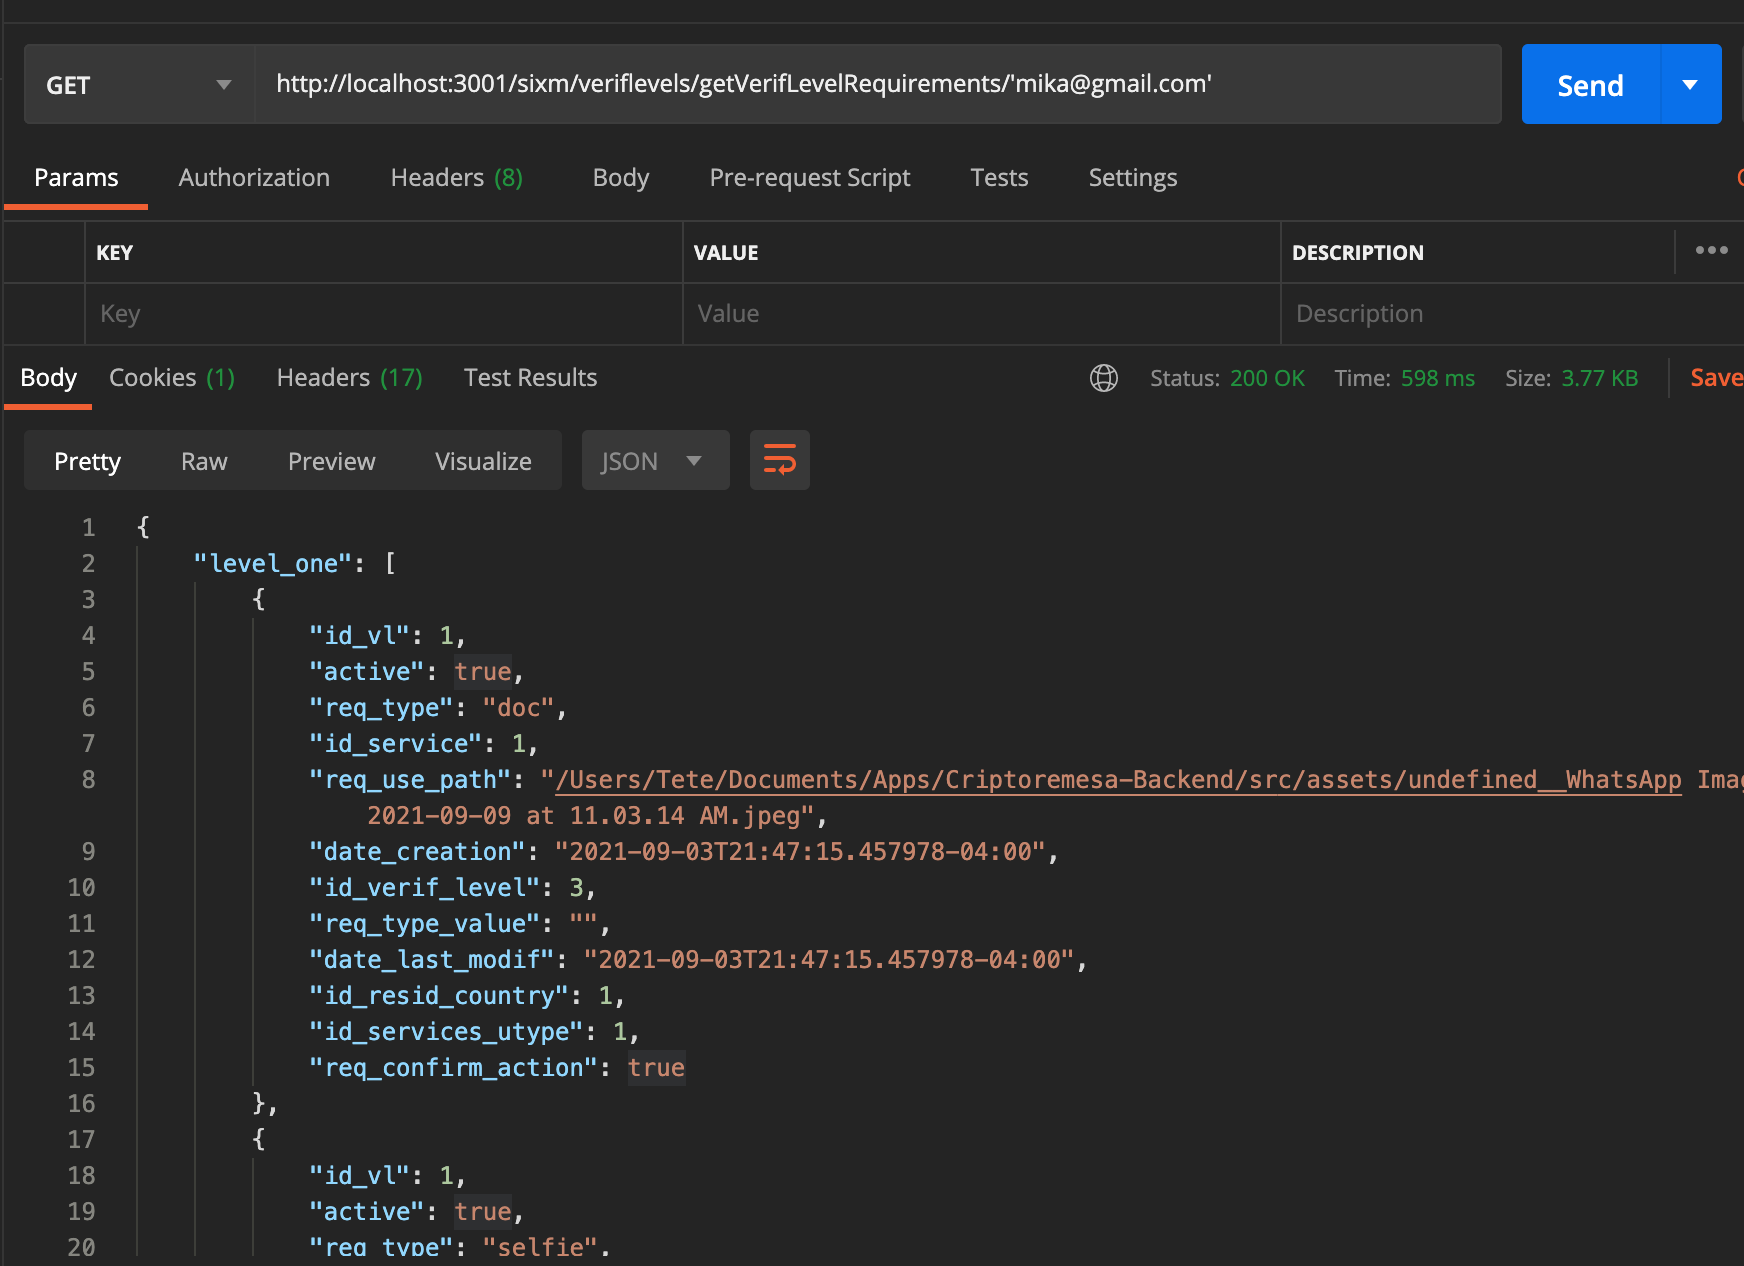 GET http://localhost:3001/sixm/veriflevels/getVerifLevelRequirements/'mika@gmail.com' Send
Params Authorization Headers (8) Body Pre-request Script Tests Settings
KEY VALUE DESCRIPTION
Key Value Description
Body Cookies (1) Headers (17) Test Results Status: 200 OK Time: 598 ms Size: 3.77 KB Save
Pretty Raw Preview Visualize JSON
1 {
2 "level_one": [
3 {
4 "id_vl": 1,
5 "active": true,
6 "req_type": "doc",
7 "id_service": 1,
8 "req_use_path": "/Users/Tete/Documents/Apps/Criptoremesa-Backend/src/assets/undefined__WhatsApp
2021-09-09 at 11.03.14 AM.jpeg",
9 "date_creation": "2021-09-03T21:47:15.457978-04:00",
10 "id_verif_level": 3,
11 "req_type_value": "",
12 "date_last_modif": "2021-09-03T21:47:15.457978-04:00",
13 "id_resid_country": 1,
14 "id_services_utype": 1,
15 "req_confirm_action": true
16 },
17 {
18 "id_vl": 1,
19 "active": true,
20 "req_type": "selfie",